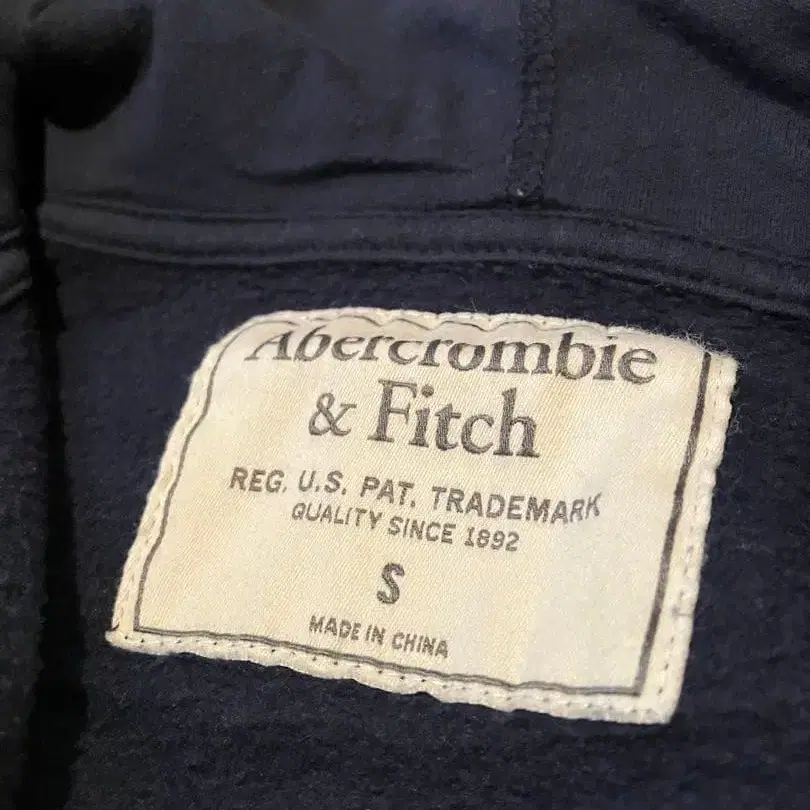 Abercrombie
& Fitch
REG. U.S. PAT. TRADEMARK
QUALITY SINCE 1892
S
MADE IN CHINA